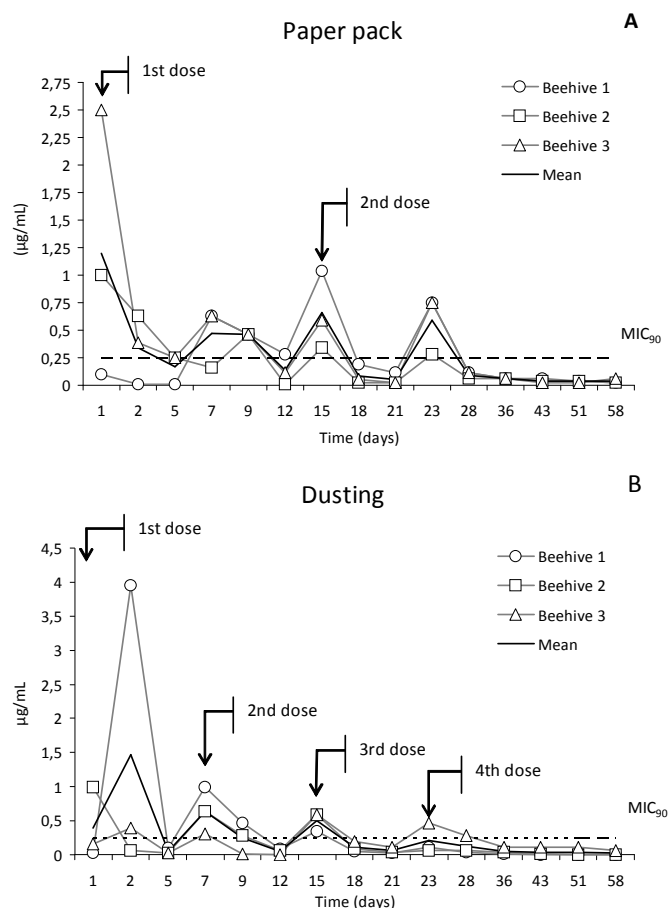 Paper pack
A
1st dose
2,75
2,5
2,25
2
1,75
1,5
1,25
1
0,75
0,5
0,25
0
(µg/mL)
Beehive 1
Beehive 2
Beehive 3
Mean
2nd dose
MIC90
1 2 5 7 9 12 15 18 21 23 28 36 43 51 58
Time (days)
Dusting
B
1st dose
4,5
4
3,5
3
2,5
2
1,5
1
0,5
0
µg/mL
Beehive 1
Beehive 2
Beehive 3
Mean
2nd dose
3rd dose
4th dose
MIC90
1 2 5 7 9 12 15 18 21 23 28 36 43 51 58
Time (days)